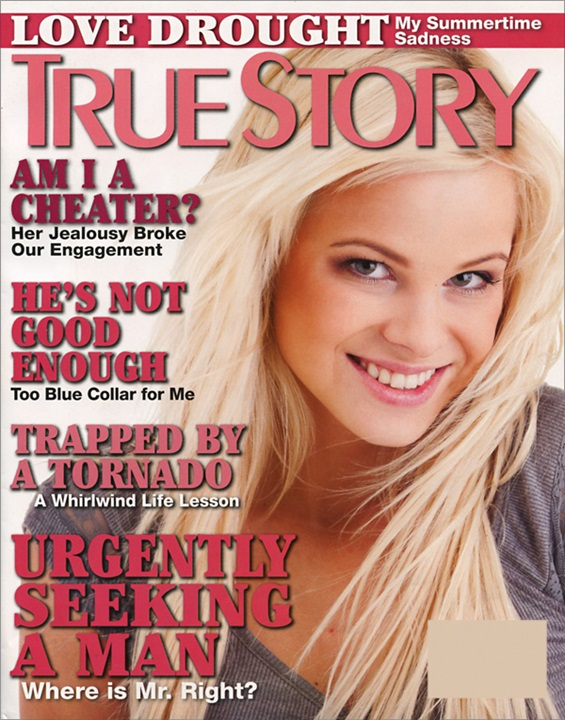 LOVE DROUGHT My Summertime
Sadness
TRUE STORY
AM I A
CHEATER?
Her Jealousy Broke
Our Engagement
HE'S NOT
GOOD
ENOUGH
Too Blue Collar for Me
TRAPPED BY
A TORNADO
A Whirlwind Life Lesson
URGENTLY
SEEKING
A MAN
Where is Mr. Right?